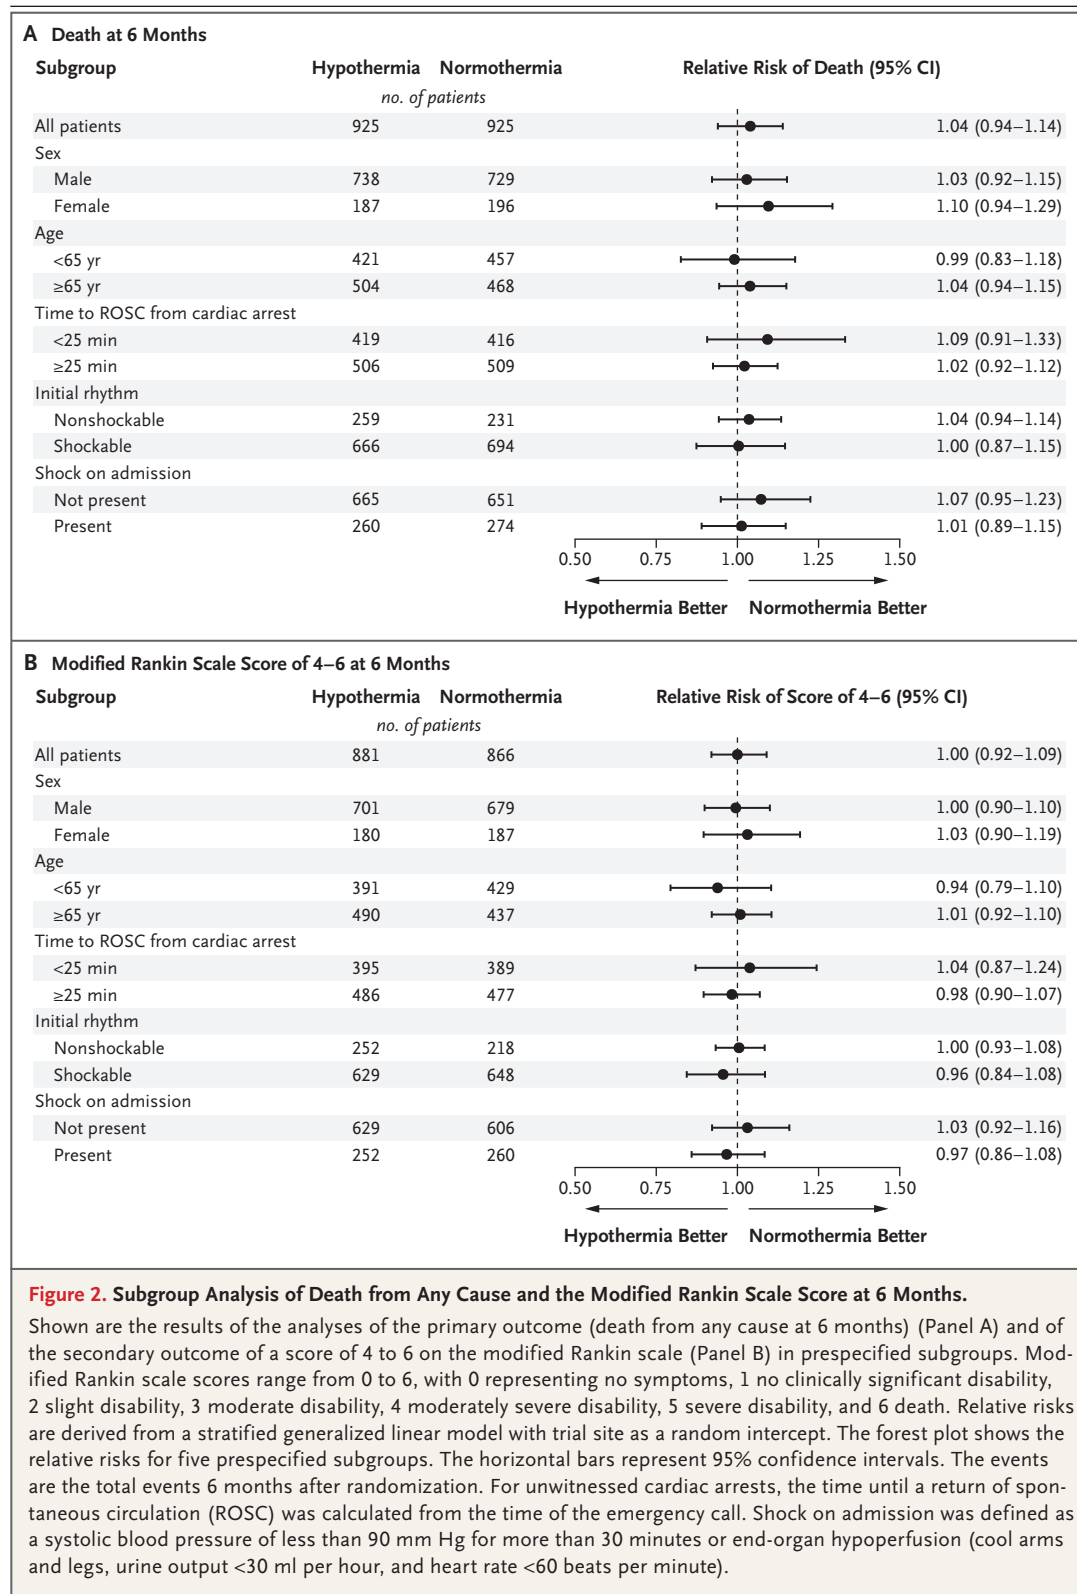 A Death at 6 Months
Subgroup Hypothermia Normothermia Relative Risk of Death (95% CI)
no. of patients
All patients 925 925 1.04 (0.94–1.14)
Sex
Male 738 729 1.03 (0.92–1.15)
Female 187 196 1.10 (0.94–1.29)
Age
<65 yr 421 457 0.99 (0.83–1.18)
≥65 yr 504 468 1.04 (0.94–1.15)
Time to ROSC from cardiac arrest
<25 min 419 416 1.09 (0.91–1.33)
≥25 min 506 509 1.02 (0.92–1.12)
Initial rhythm
Nonshockable 259 231 1.04 (0.94–1.14)
Shockable 666 694 1.00 (0.87–1.15)
Shock on admission
Not present 665 651 1.07 (0.95–1.23)
Present 260 274 1.01 (0.89–1.15)
0.50 0.75 1.00 1.25 1.50
Hypothermia Better Normothermia Better
B Modified Rankin Scale Score of 4–6 at 6 Months
Subgroup Hypothermia Normothermia Relative Risk of Score of 4–6 (95% CI)
no. of patients
All patients 881 866 1.00 (0.92–1.09)
Sex
Male 701 679 1.00 (0.90–1.10)
Female 180 187 1.03 (0.90–1.19)
Age
<65 yr 391 429 0.94 (0.79–1.10)
≥65 yr 490 437 1.01 (0.92–1.10)
Time to ROSC from cardiac arrest
<25 min 395 389 1.04 (0.87–1.24)
≥25 min 486 477 0.98 (0.90–1.07)
Initial rhythm
Nonshockable 252 218 1.00 (0.93–1.08)
Shockable 629 648 0.96 (0.84–1.08)
Shock on admission
Not present 629 606 1.03 (0.92–1.16)
Present 252 260 0.97 (0.86–1.08)
0.50 0.75 1.00 1.25 1.50
Hypothermia Better Normothermia Better
Figure 2. Subgroup Analysis of Death from Any Cause and the Modified Rankin Scale Score at 6 Months.
Shown are the results of the analyses of the primary outcome (death from any cause at 6 months) (Panel A) and of
the secondary outcome of a score of 4 to 6 on the modified Rankin scale (Panel B) in prespecified subgroups. Mod-
ified Rankin scale scores range from 0 to 6, with 0 representing no symptoms, 1 no clinically significant disability,
2 slight disability, 3 moderate disability, 4 moderately severe disability, 5 severe disability, and 6 death. Relative risks
are derived from a stratified generalized linear model with trial site as a random intercept. The forest plot shows the
relative risks for five prespecified subgroups. The horizontal bars represent 95% confidence intervals. The events
are the total events 6 months after randomization. For unwitnessed cardiac arrests, the time until a return of spon-
taneous circulation (ROSC) was calculated from the time of the emergency call. Shock on admission was defined as
a systolic blood pressure of less than 90 mm Hg for more than 30 minutes or end-organ hypoperfusion (cool arms
and legs, urine output <30 ml per hour, and heart rate <60 beats per minute).